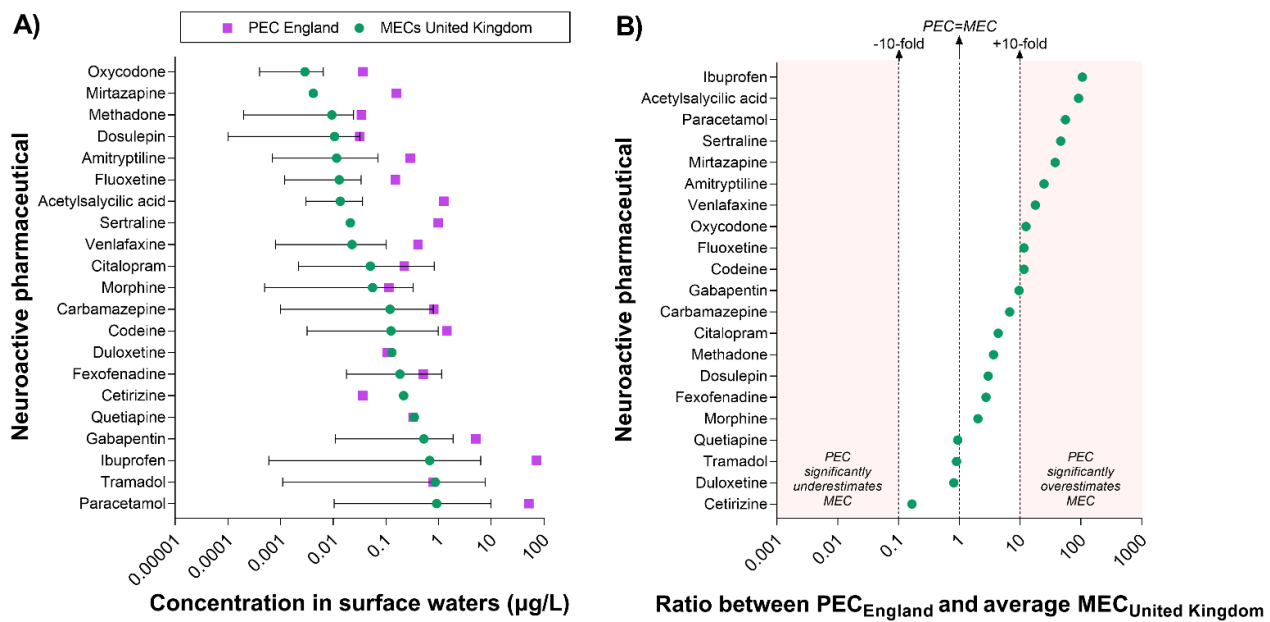 A)
PEC England
MECs United Kingdom
Neuroactive pharmaceutical
Oxycodone
Mirtazapine
Methadone
Dosulepin
Amitryptiline
Fluoxetine
Acetylsalycilic acid
Sertraline
Venlafaxine
Citalopram
Morphine
Carbamazepine
Codeine
Duloxetine
Fexofenadine
Cetirizine
Quetiapine
Gabapentin
Ibuprofen
Tramadol
Paracetamol
0.00001
0.0001
0.001
0.01
0.1
1
10
100
Concentration in surface waters (µg/L)
B)
PEC=MEC
-10-fold
+10-fold
Neuroactive pharmaceutical
Ibuprofen
Acetylsalycilic acid
Paracetamol
Sertraline
Mirtazapine
Amitryptiline
Venlafaxine
Oxycodone
Fluoxetine
Codeine
Gabapentin
Carbamazepine
Citalopram
Methadone
Dosulepin
Fexofenadine
Morphine
Quetiapine
Tramadol
Duloxetine
Cetirizine
PEC
significantly
underestimates
MEC
PEC
significantly
overestimates
MEC
0.001
0.01
0.1
1
10
100
1000
Ratio between PEC England and average MEC United Kingdom